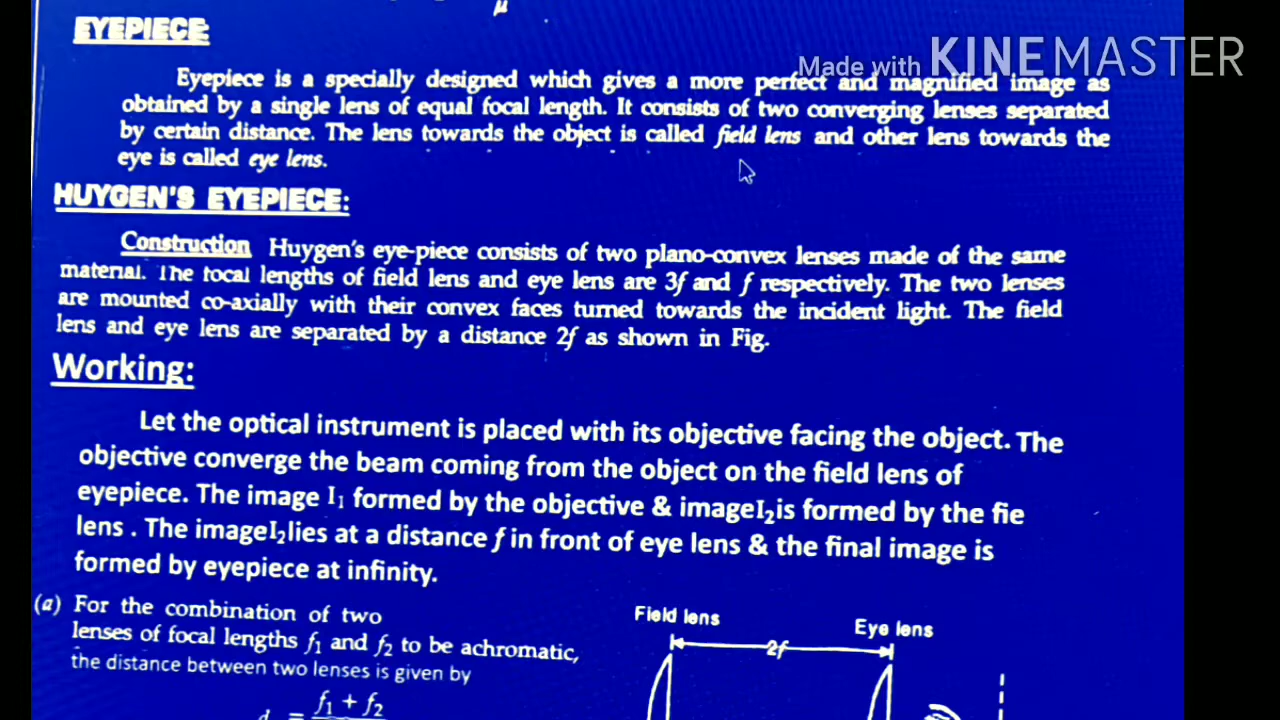 μ
EYEPIECE
Made with KINEMASTER
Eyepiece is a specially designed which gives a more perfect and magnified image as
obtained by a single lens of equal focal length. It consists of two converging lenses separated
by certain distance. The lens towards the object is called field lens and other lens towards the
eye is called eye lens.
HUYGEN'S EYEPIECE:
Construction Huygen's eye-piece consists of two plano-convex lenses made of the same
material. The focal lengths of field lens and eye lens are 3f and f respectively. The two lenses
are mounted co-axially with their convex faces turned towards the incident light. The field
lens and eye lens are separated by a distance 2f as shown in Fig.
Working:
Let the optical instrument is placed with its objective facing the object. The
objective converge the beam coming from the object on the field lens of
eyepiece. The image I₁ formed by the objective & imageI₂is formed by the fie
lens . The imageI₂lies at a distance f in front of eye lens & the final image is
formed by eyepiece at infinity.
(a) For the combination of two
lenses of focal lengths f₁ and f₂ to be achromatic,
the distance between two lenses is given by
d = f₁ + f₂
Field lens
Eye lens
2f